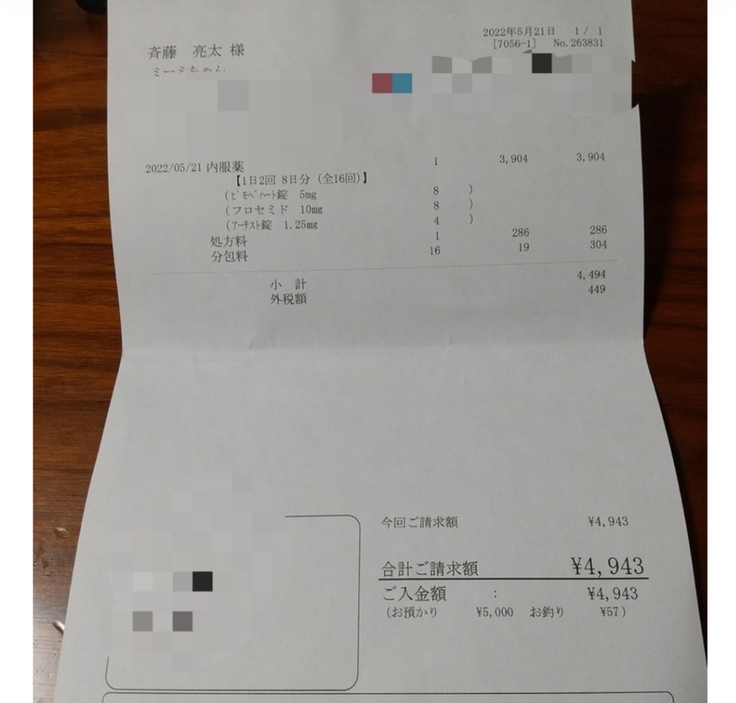 2022年5月21日 1 / 1
[7056-1] No. 263831
斉藤 亮太 様
2022/05/21 内服薬 1 3,904 3,904
【1日2回 8日分 (全16回)】
(ピモベハート錠 5mg 8 )
(フロセミド 10mg 8 )
(アーチスト錠 1.25mg 4 )
処方料 1 286 286
分包料 16 19 304
小 計 4,494
外税額 449
今回ご請求額 ¥4,943
合計ご請求額 ¥4,943
ご入金額 : ¥4,943
(お預かり ¥5,000 お釣り ¥57)